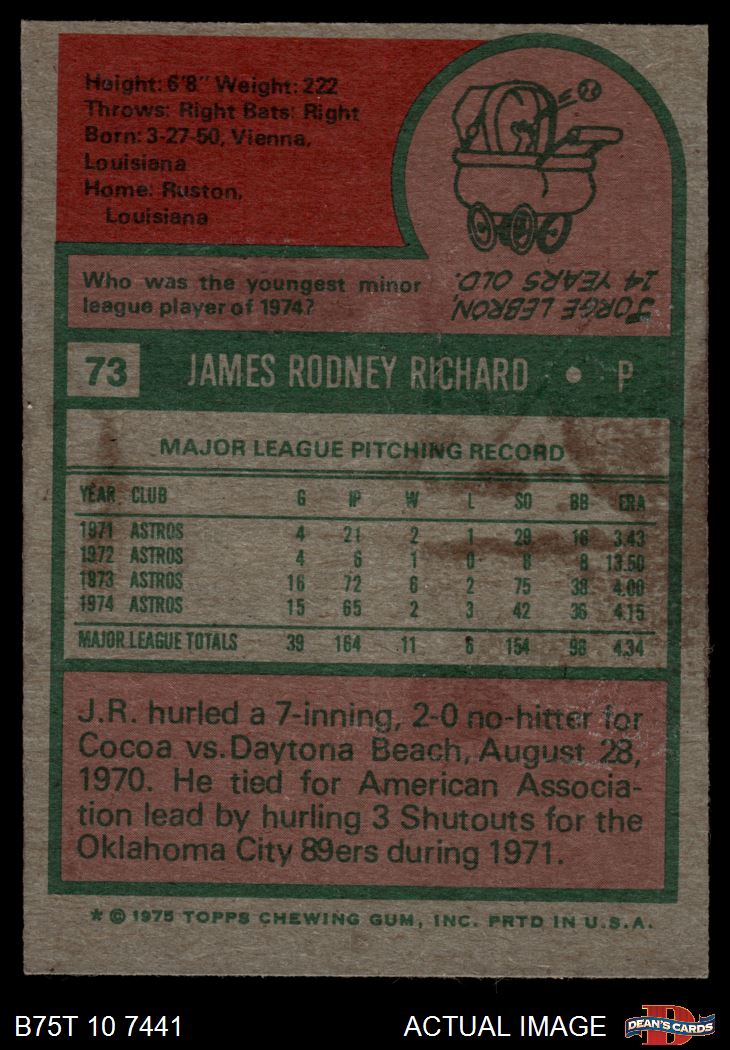 Height: 6'8" Weight: 222
Throws: Right Bats: Right
Born: 3-27-50, Vienna,
Louisiana
Home: Ruston,
Louisiana
Who was the youngest minor
league player of 1974?
JORGE LEBRON,
14 YEARS OLD.
73 JAMES RODNEY RICHARD • P
MAJOR LEAGUE PITCHING RECORD
YEAR CLUB G IP W L SO BB ERA
1971 ASTROS 4 21 2 1 29 16 3.43
1972 ASTROS 4 6 1 0 8 8 13.50
1973 ASTROS 16 72 6 2 75 38 4.00
1974 ASTROS 15 65 2 3 42 36 4.15
MAJOR LEAGUE TOTALS 39 164 11 6 154 98 4.34
J.R. hurled a 7-inning, 2-0 no-hitter for
Cocoa vs. Daytona Beach, August 28,
1970. He tied for American Associa-
tion lead by hurling 3 Shutouts for the
Oklahoma City 89ers during 1971.
* © 1975 TOPPS CHEWING GUM, INC. PRTD IN U.S.A.
B75T 10 7441 ACTUAL IMAGE
D
DEAN'S CARDS